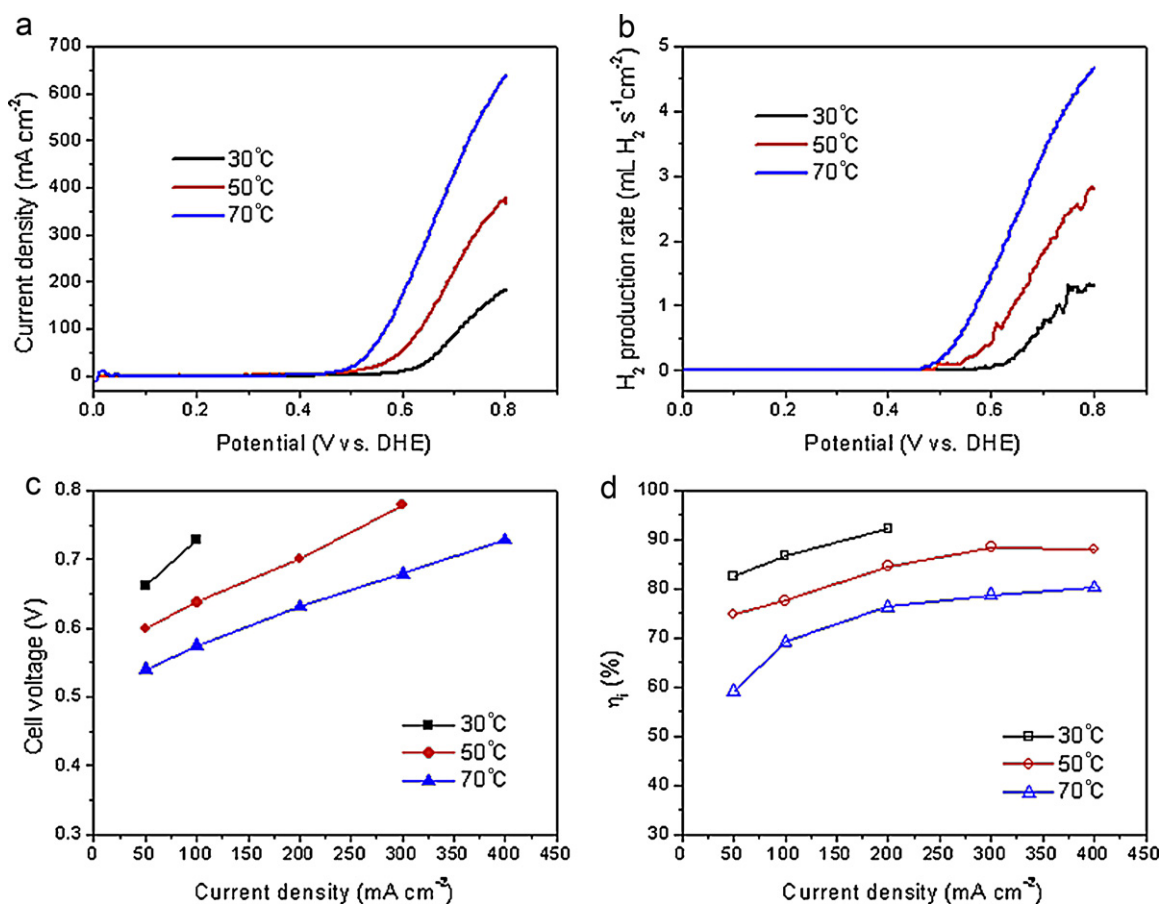 a
700
600
500
400
300
200
100
0
Current density (mA cm⁻²)
30°C
50°C
70°C
0.0 0.2 0.4 0.6 0.8
Potential (V vs. DHE)
b
5
4
3
2
1
0
H₂ production rate (mL H₂ s⁻¹cm⁻²)
30°C
50°C
70°C
0.0 0.2 0.4 0.6 0.8
Potential (V vs. DHE)
c
0.8
0.7
0.6
0.5
0.4
0.3
Cell voltage (V)
30°C
50°C
70°C
0 50 100 150 200 250 300 350 400 450
Current density (mA cm⁻²)
d
100
90
80
70
60
50
40
30
ηᵢ (%)
30°C
50°C
70°C
0 50 100 150 200 250 300 350 400 450
Current density (mA cm⁻²)